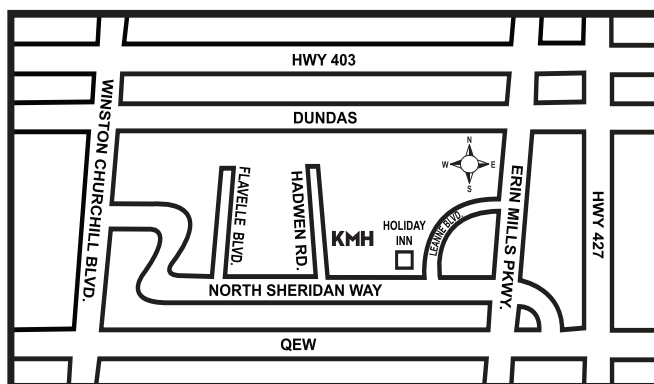 HWY 403
DUNDAS
WINSTON CHURCHILL BLVD.
N
W E
S
FLAVELLE BLVD.
HADWEN RD.
KMH
HOLIDAY
INN
LEANNE BLVD.
ERIN MILLS PKWY.
HWY 427
NORTH SHERIDAN WAY
QEW